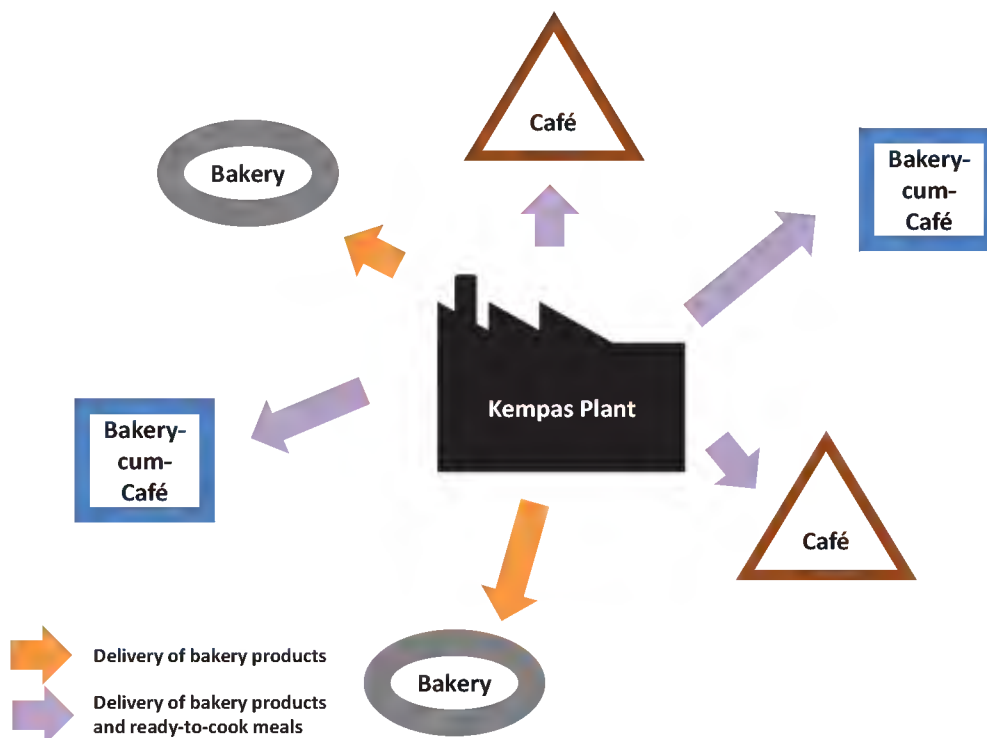 Café
Bakery
Bakery-
cum-
Café
Kempas Plant
Bakery-
cum-
Café
Café
Bakery
Delivery of bakery products
Delivery of bakery products
and ready-to-cook meals